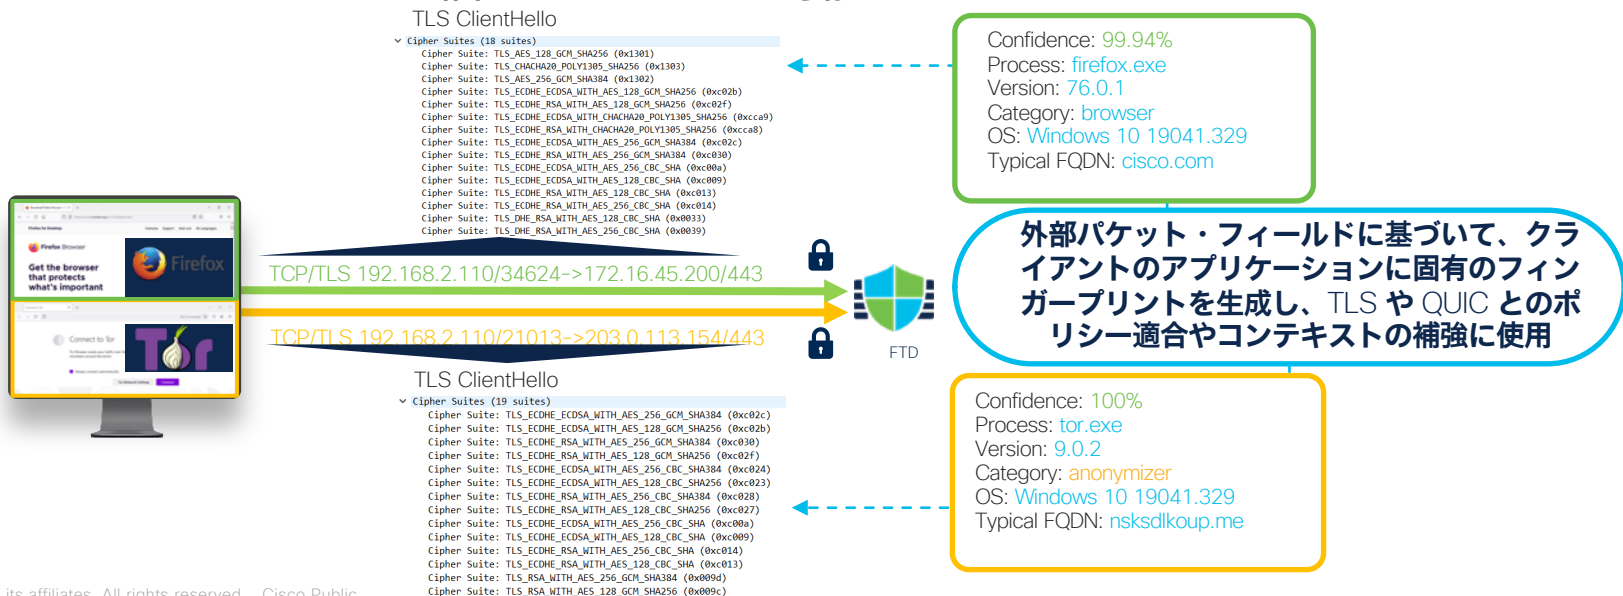 TLS ClientHello
Cipher Suites (18 suites)
Cipher Suite: TLS_AES_128_GCM_SHA256 (0x1301)
Cipher Suite: TLS_CHACHA20_POLY1305_SHA256 (0x1303)
Cipher Suite: TLS_AES_256_GCM_SHA384 (0x1302)
Cipher Suite: TLS_ECDHE_ECDSA_WITH_AES_128_GCM_SHA256 (0xc02b)
Cipher Suite: TLS_ECDHE_RSA_WITH_AES_128_GCM_SHA256 (0xc02f)
Cipher Suite: TLS_ECDHE_ECDSA_WITH_CHACHA20_POLY1305_SHA256 (0xcca9)
Cipher Suite: TLS_ECDHE_RSA_WITH_CHACHA20_POLY1305_SHA256 (0xcca8)
Cipher Suite: TLS_ECDHE_ECDSA_WITH_AES_256_GCM_SHA384 (0xc02c)
Cipher Suite: TLS_ECDHE_RSA_WITH_AES_256_GCM_SHA384 (0xc030)
Cipher Suite: TLS_ECDHE_ECDSA_WITH_AES_256_CBC_SHA (0xc00a)
Cipher Suite: TLS_ECDHE_ECDSA_WITH_AES_128_CBC_SHA (0xc009)
Cipher Suite: TLS_ECDHE_RSA_WITH_AES_128_CBC_SHA (0xc013)
Cipher Suite: TLS_ECDHE_RSA_WITH_AES_256_CBC_SHA (0xc014)
Cipher Suite: TLS_DHE_RSA_WITH_AES_128_CBC_SHA (0x0033)
Cipher Suite: TLS_DHE_RSA_WITH_AES_256_CBC_SHA (0x0039)
Confidence: 99.94%
Process: firefox.exe
Version: 76.0.1
Category: browser
OS: Windows 10 19041.329
Typical FQDN: cisco.com
Firefox Browser
Get the browser
that protects
what's important
Firefox
TCP/TLS 192.168.2.110/34624->172.16.45.200/443
外部パケット・フィールドに基づいて、クラ
イアントのアプリケーションに固有のフィン
ガープリントを生成し、TLS や QUIC とのポ
リシー適合やコンテキストの補強に使用
Connect to Tor
Tor
TCP/TLS 192.168.2.110/21013->203.0.113.154/443
FTD
TLS ClientHello
Cipher Suites (19 suites)
Cipher Suite: TLS_ECDHE_ECDSA_WITH_AES_256_GCM_SHA384 (0xc02c)
Cipher Suite: TLS_ECDHE_ECDSA_WITH_AES_128_GCM_SHA256 (0xc02b)
Cipher Suite: TLS_ECDHE_RSA_WITH_AES_256_GCM_SHA384 (0xc030)
Cipher Suite: TLS_ECDHE_RSA_WITH_AES_128_GCM_SHA256 (0xc02f)
Cipher Suite: TLS_ECDHE_ECDSA_WITH_AES_256_CBC_SHA384 (0xc024)
Cipher Suite: TLS_ECDHE_ECDSA_WITH_AES_128_CBC_SHA256 (0xc023)
Cipher Suite: TLS_ECDHE_RSA_WITH_AES_256_CBC_SHA384 (0xc028)
Cipher Suite: TLS_ECDHE_RSA_WITH_AES_128_CBC_SHA256 (0xc027)
Cipher Suite: TLS_ECDHE_ECDSA_WITH_AES_256_CBC_SHA (0xc00a)
Cipher Suite: TLS_ECDHE_ECDSA_WITH_AES_128_CBC_SHA (0xc009)
Cipher Suite: TLS_ECDHE_RSA_WITH_AES_256_CBC_SHA (0xc014)
Cipher Suite: TLS_ECDHE_RSA_WITH_AES_128_CBC_SHA (0xc013)
Cipher Suite: TLS_RSA_WITH_AES_256_GCM_SHA384 (0x009d)
Cipher Suite: TLS_RSA_WITH_AES_128_GCM_SHA256 (0x009c)
Confidence: 100%
Process: tor.exe
Version: 9.0.2
Category: anonymizer
OS: Windows 10 19041.329
Typical FQDN: nsksdlkoup.me
its affiliates. All rights reserved. Cisco Public